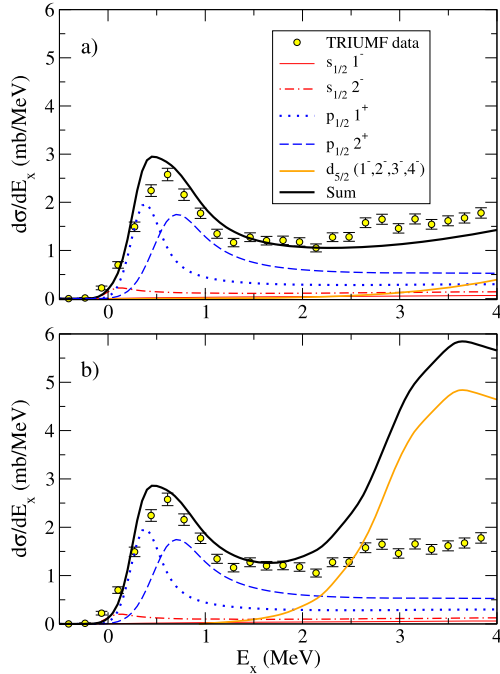 6
a)
TRIUMF data
s1/2 1-
s1/2 2-
p1/2 1+
p1/2 2+
d5/2 (1-,2-,3-,4-)
Sum
5
4
3
2
1
0
dσ/dEx (mb/MeV)
6
b)
5
4
3
2
1
0
dσ/dEx (mb/MeV)
0 1 2 3 4
Ex (MeV)